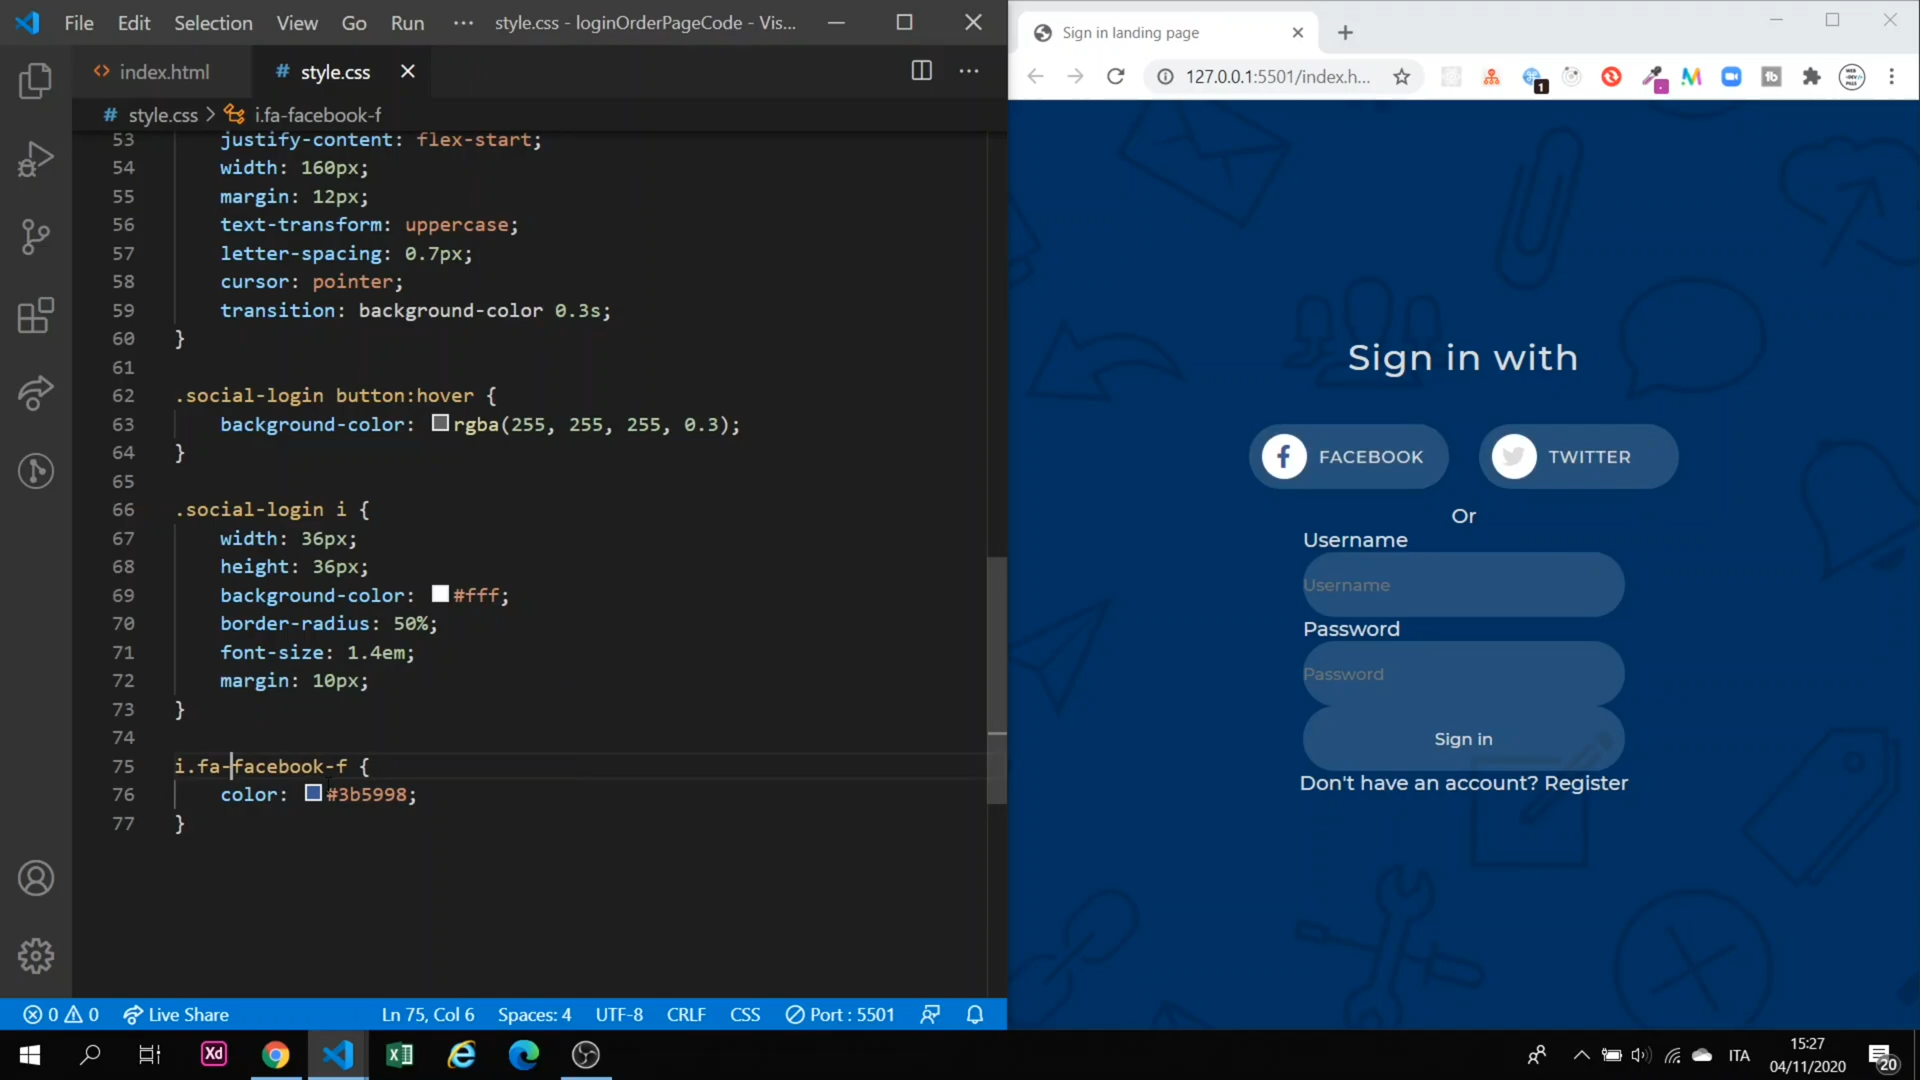 File Edit Selection View Go Run ··· style.css - loginOrderPageCode - Vis...
index.html # style.css
# style.css > i.fa-facebook-f
53 justify-content: flex-start;
54 width: 160px;
55 margin: 12px;
56 text-transform: uppercase;
57 letter-spacing: 0.7px;
58 cursor: pointer;
59 transition: background-color 0.3s;
60 }
61
62 .social-login button:hover {
63 background-color: rgba(255, 255, 255, 0.3);
64 }
65
66 .social-login i {
67 width: 36px;
68 height: 36px;
69 background-color: #fff;
70 border-radius: 50%;
71 font-size: 1.4em;
72 margin: 10px;
73 }
74
75 i.fa-facebook-f {
76 color: #3b5998;
77 }
0 0 Live Share Ln 75, Col 6 Spaces: 4 UTF-8 CRLF CSS Port : 5501
Sign in landing page
127.0.0.1:5501/index.h...
1
Sign in with
FACEBOOK TWITTER
Or
Username
Username
Password
Password
Sign in
Don't have an account? Register
Xd
ITA
15:27
04/11/2020
20